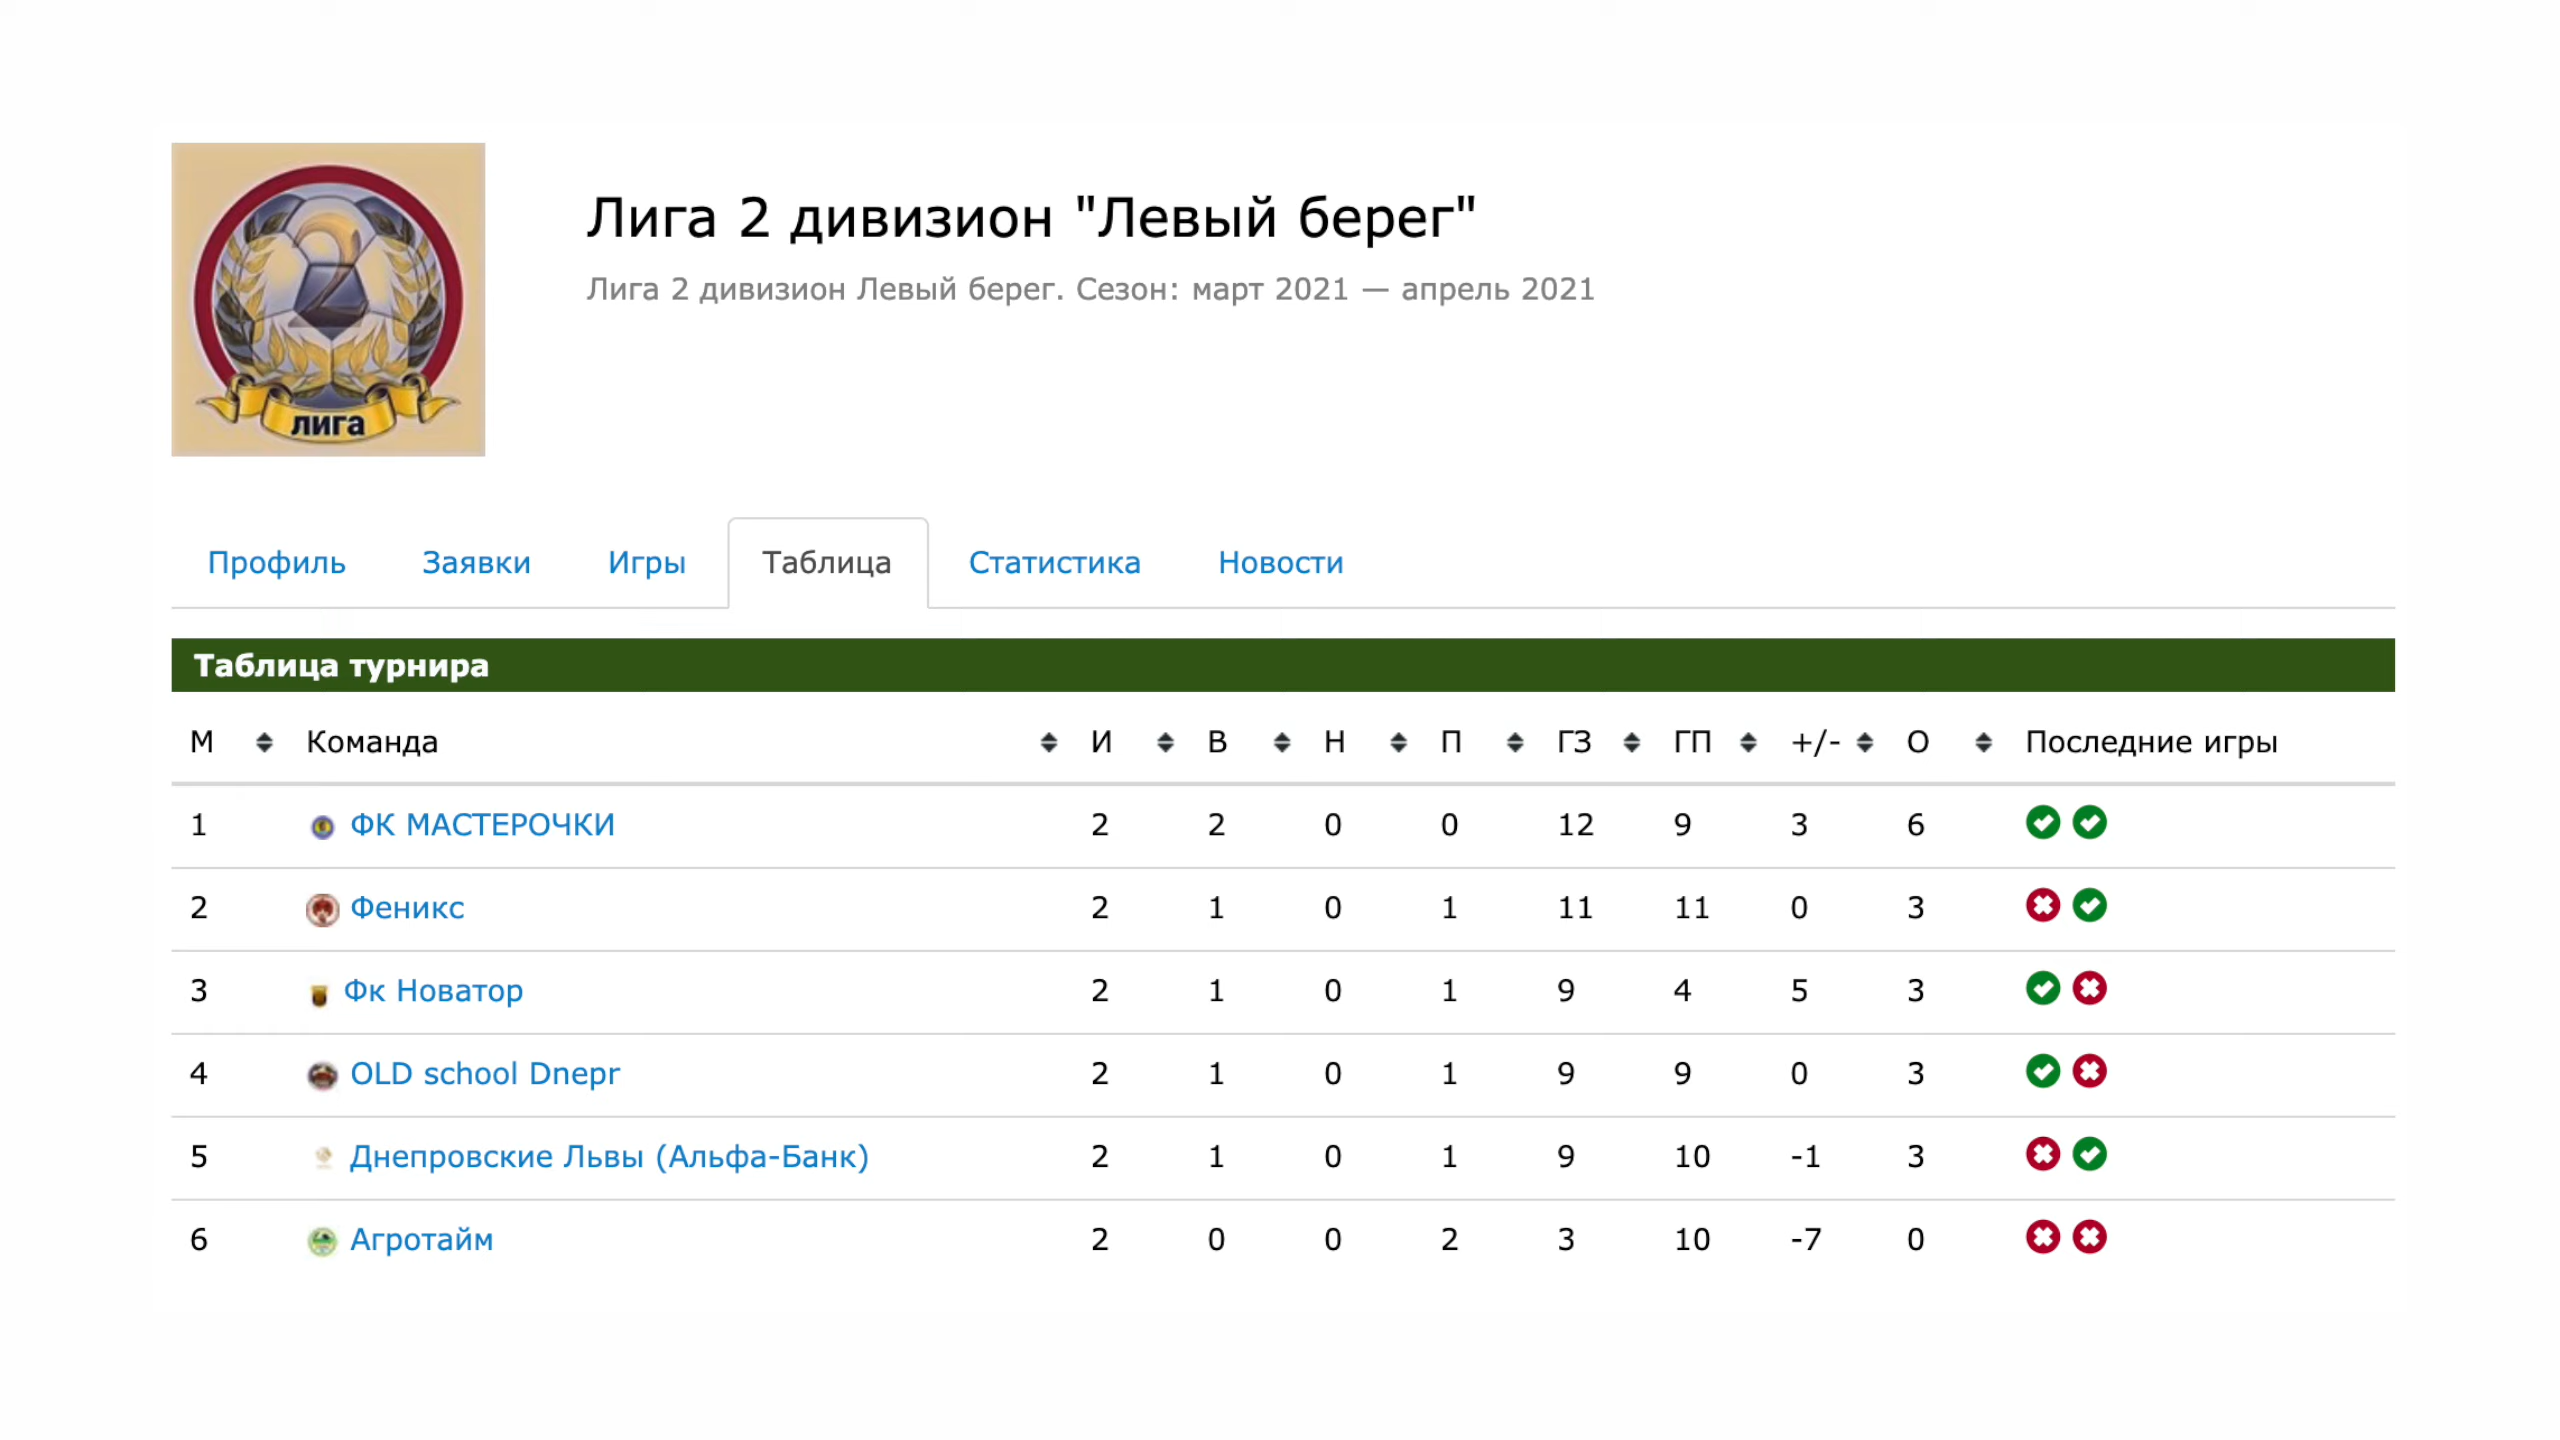 2
лига
Лига 2 дивизион "Левый берег"
Лига 2 дивизион Левый берег. Сезон: март 2021 — апрель 2021
Профиль Заявки Игры Таблица Статистика Новости
Таблица турнира
М Команда И В Н П ГЗ ГП +/- О Последние игры
1 ФК МАСТЕРОЧКИ 2 2 0 0 12 9 3 6
2 Феникс 2 1 0 1 11 11 0 3
3 Фк Новатор 2 1 0 1 9 4 5 3
4 OLD school Dnepr 2 1 0 1 9 9 0 3
5 Днепровские Львы (Альфа-Банк) 2 1 0 1 9 10 -1 3
6 Агротайм 2 0 0 2 3 10 -7 0